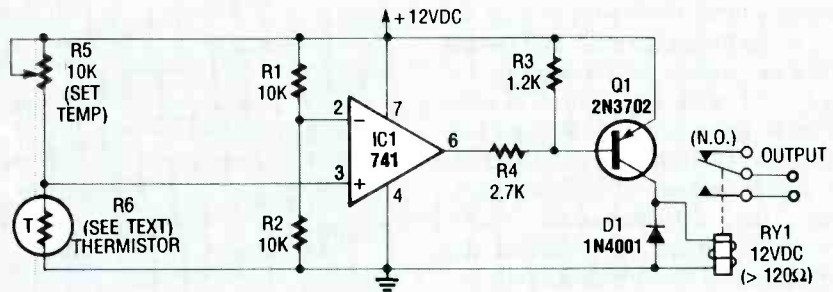 +12VDC
R5
10K
(SET
TEMP)
R1
10K
R3
1.2K
Q1
2N3702
2
7
IC1
741
6
3
4
R4
2.7K
(N.O.)
OUTPUT
T
R6
(SEE TEXT)
THERMISTOR
R2
10K
D1
1N4001
RY1
12VDC
(> 120Ω)